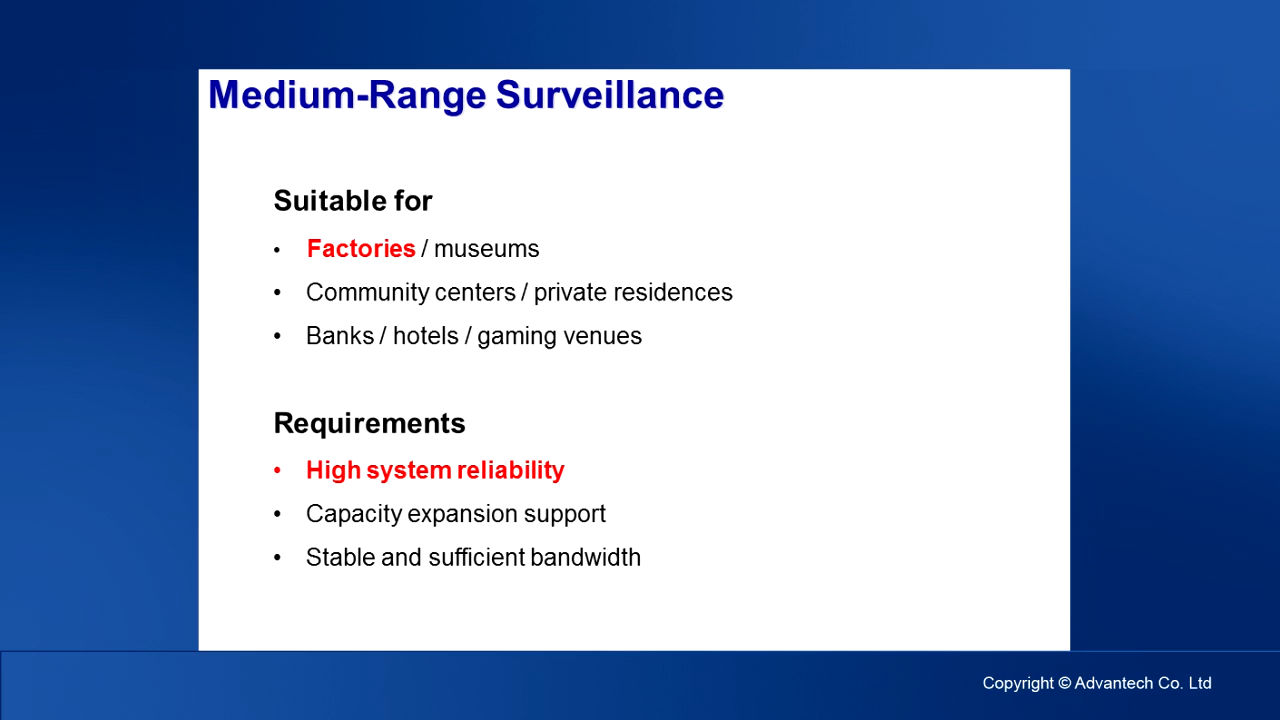 Medium-Range Surveillance
Suitable for
• Factories / museums
• Community centers / private residences
• Banks / hotels / gaming venues
Requirements
• High system reliability
• Capacity expansion support
• Stable and sufficient bandwidth
Copyright © Advantech Co. Ltd